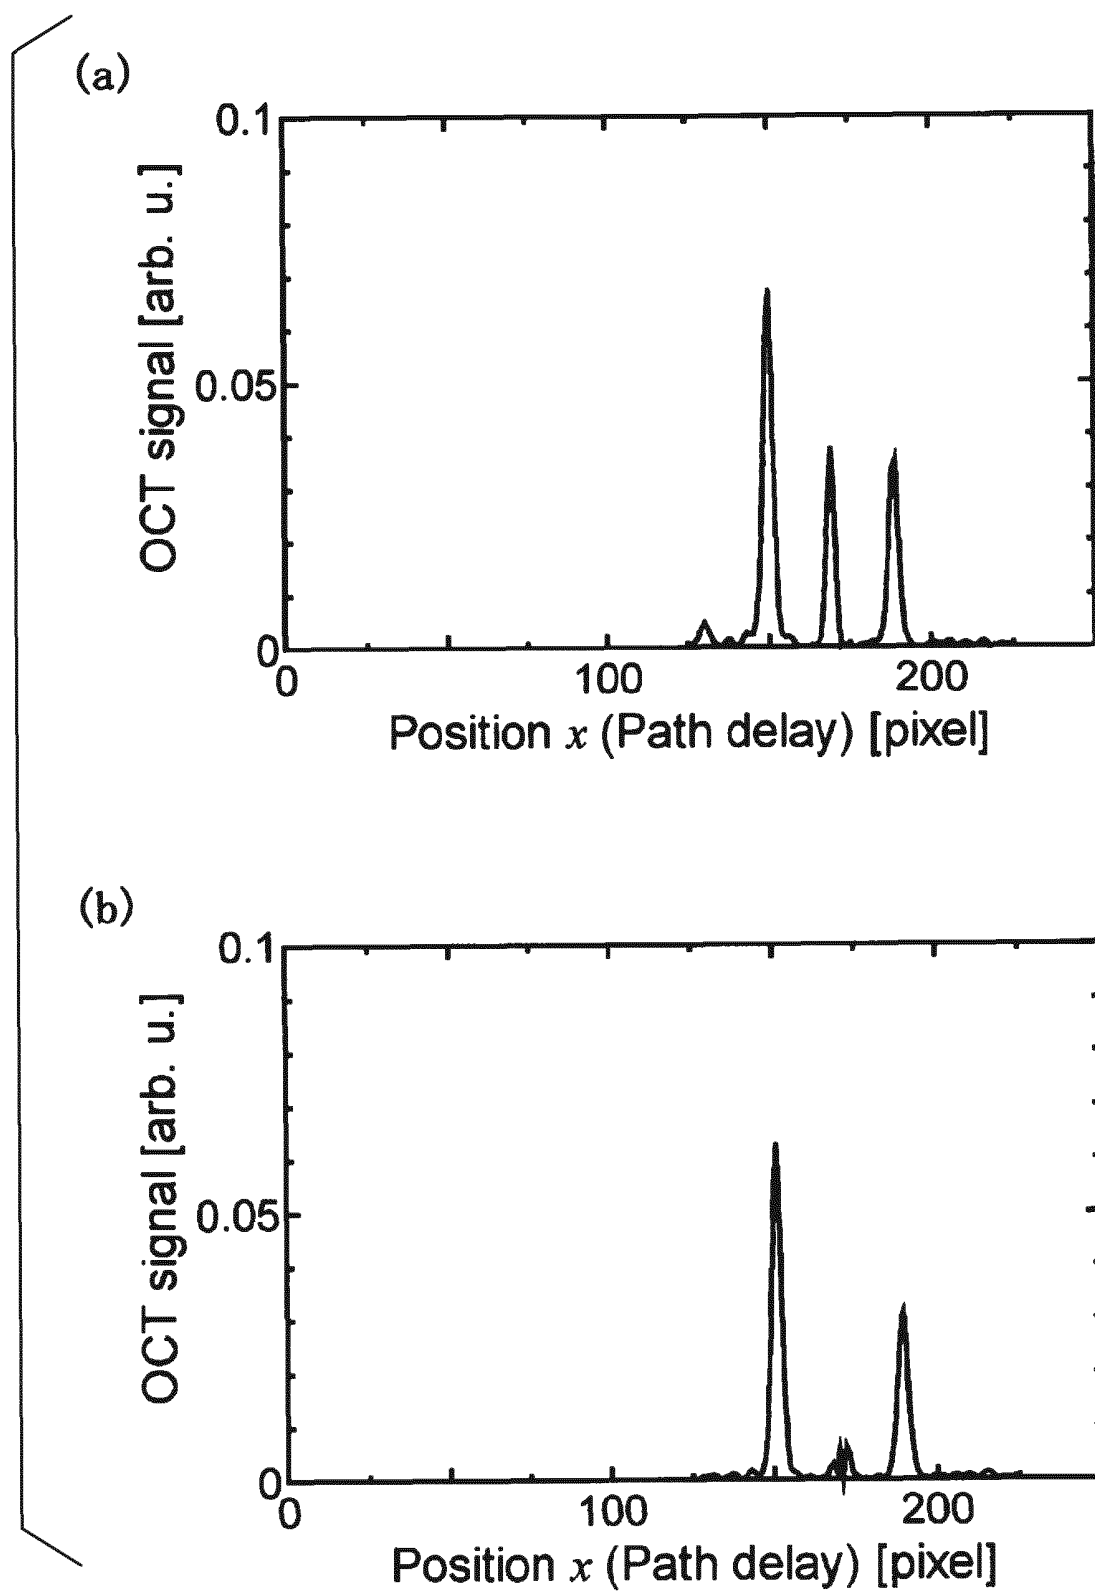 (a)
0.1
0.05
0
OCT signal [arb. u.]
0 100 200
Position x (Path delay) [pixel]
(b)
0.1
0.05
0
OCT signal [arb. u.]
0 100 200
Position x (Path delay) [pixel]